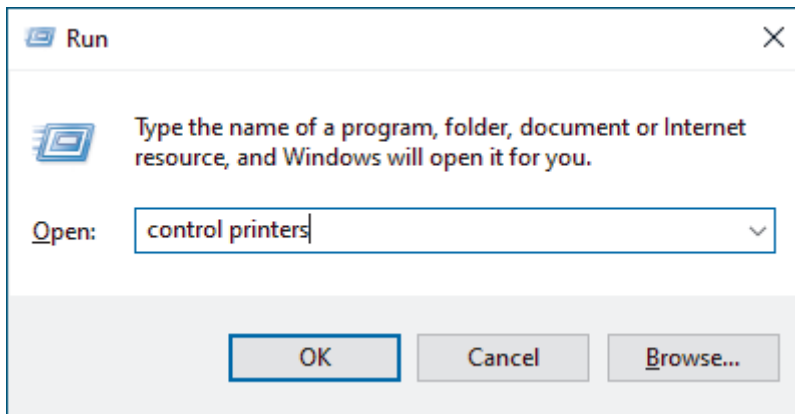 Run
Type the name of a program, folder, document or Internet
resource, and Windows will open it for you.
Open: control printers
OK Cancel Browse...